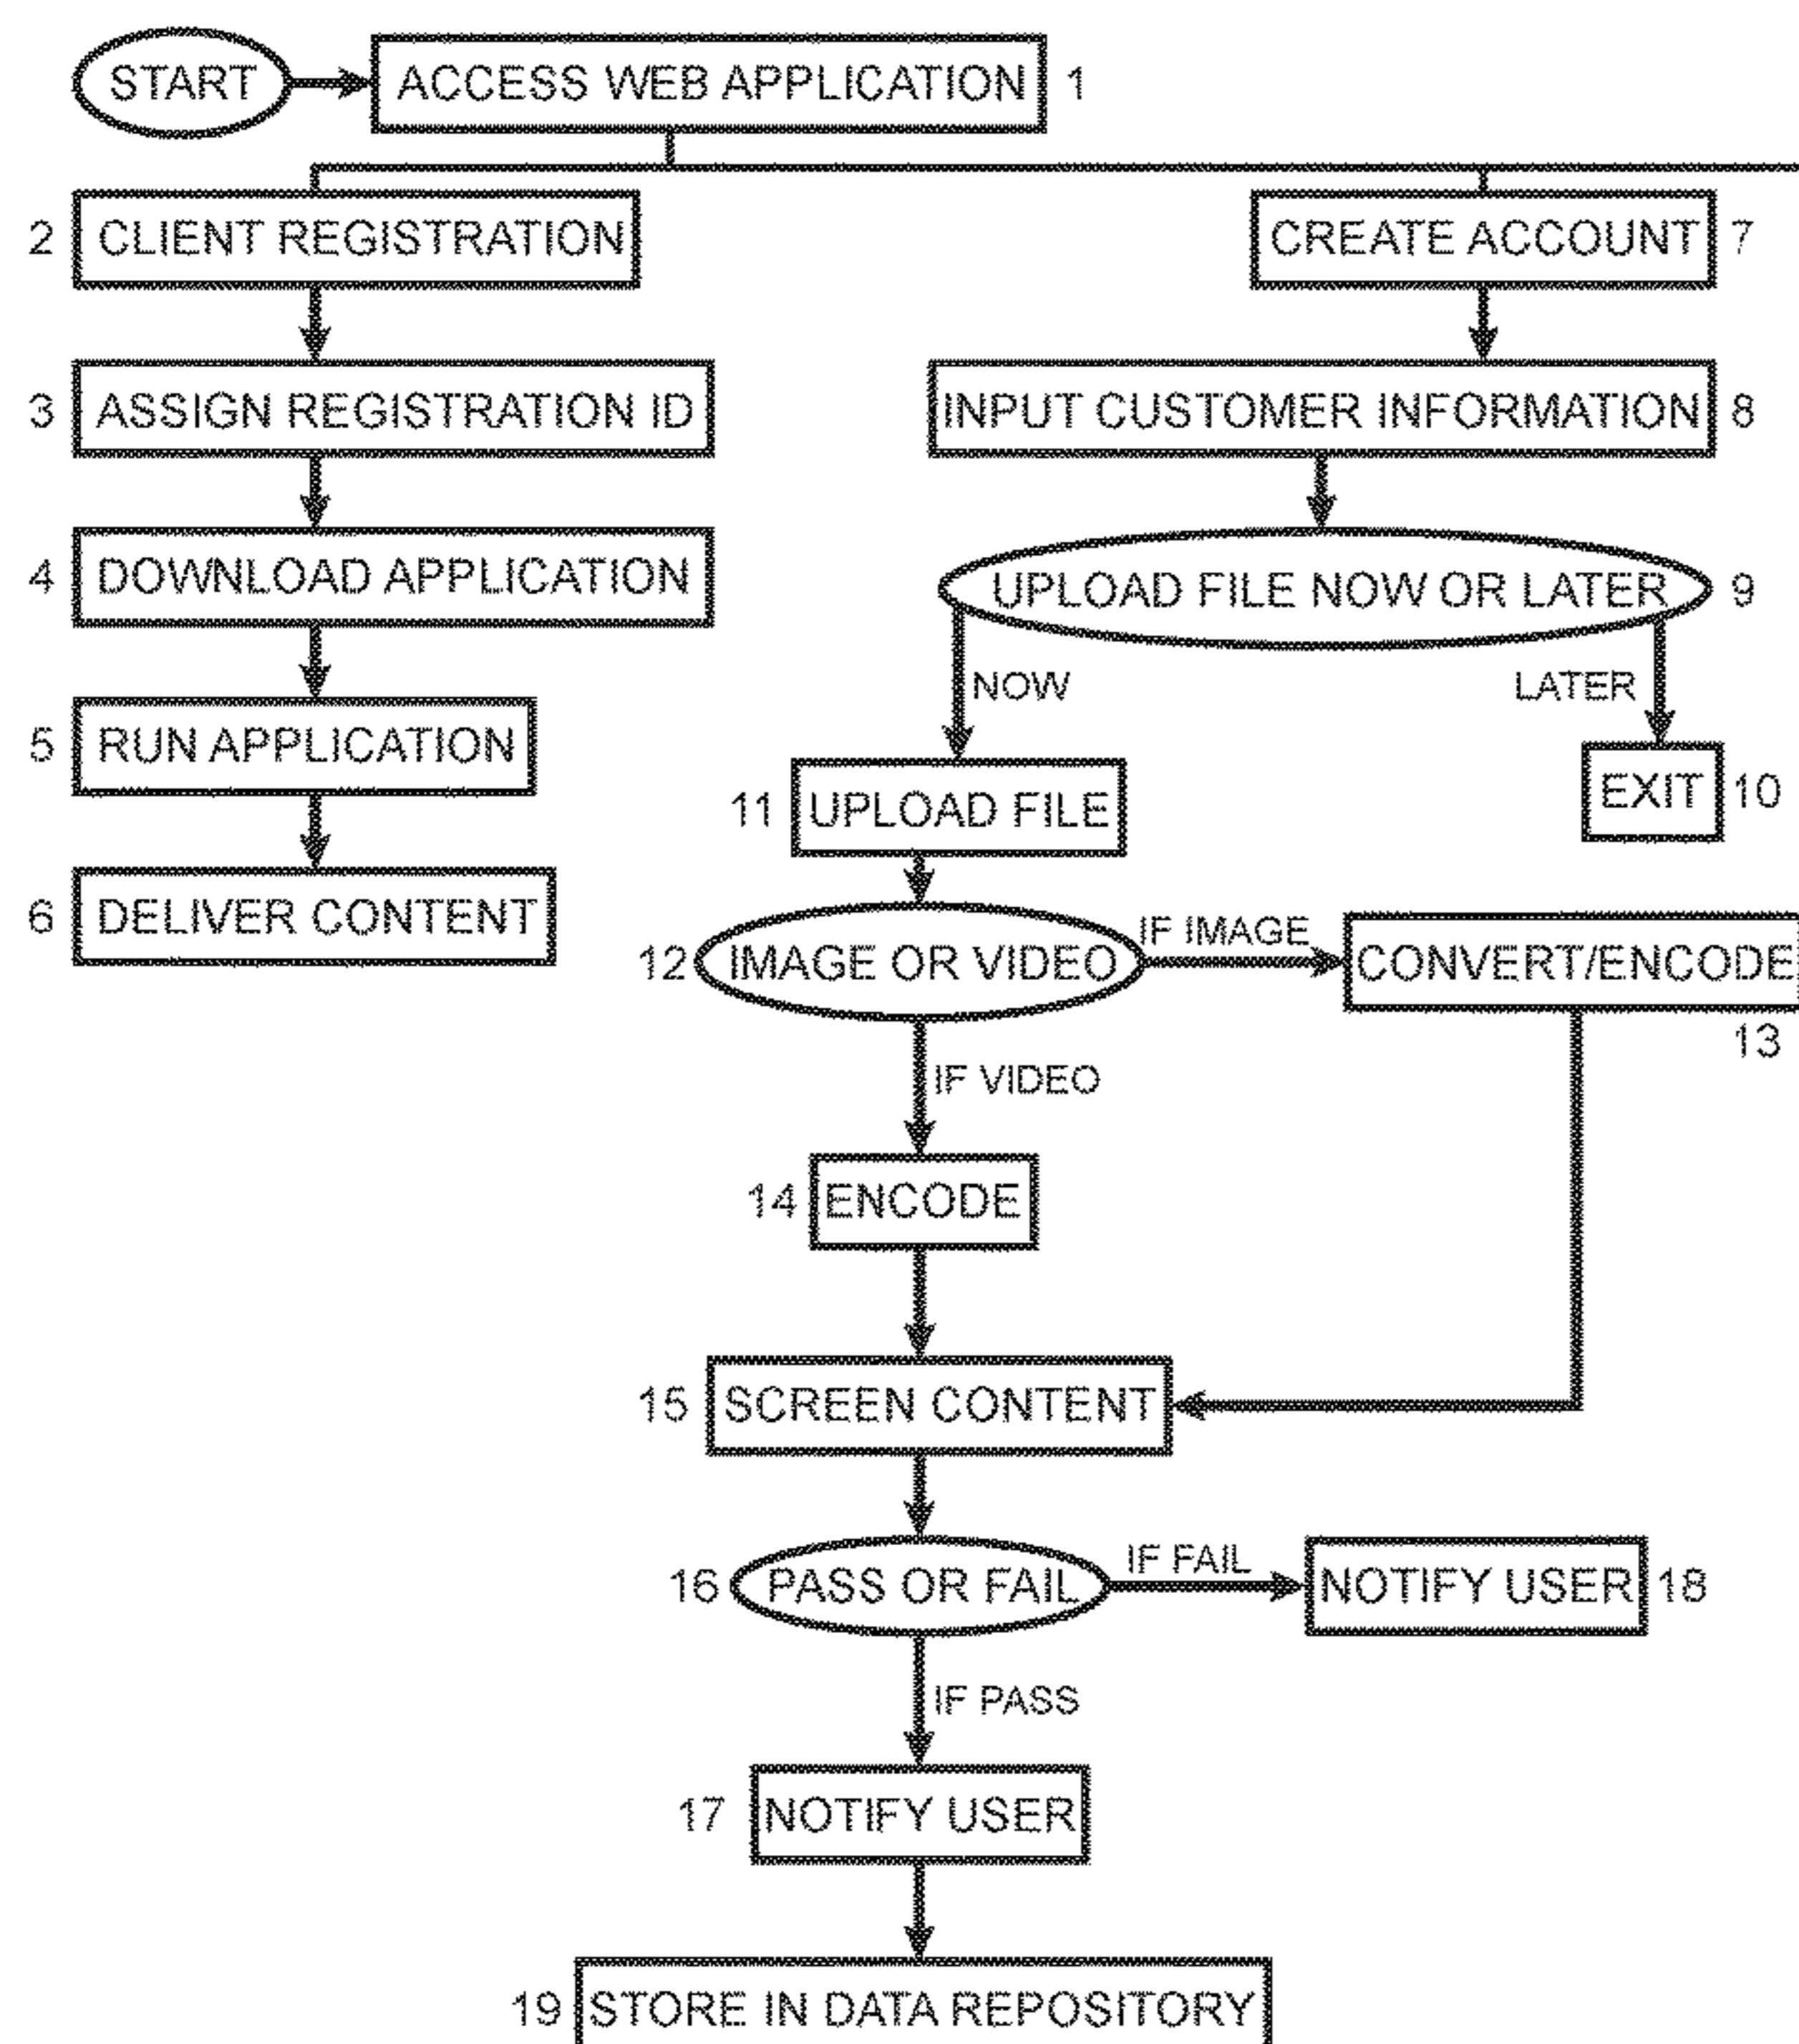 START
ACCESS WEB APPLICATION 1
2 CLIENT REGISTRATION
CREATE ACCOUNT 7
3 ASSIGN REGISTRATION ID
INPUT CUSTOMER INFORMATION 8
4 DOWNLOAD APPLICATION
UPLOAD FILE NOW OR LATER 9
NOW
LATER
5 RUN APPLICATION
EXIT 10
11 UPLOAD FILE
6 DELIVER CONTENT
12 IMAGE OR VIDEO
IF IMAGE
CONVERT/ENCODE
13
IF VIDEO
14 ENCODE
15 SCREEN CONTENT
16 PASS OR FAIL
IF FAIL
NOTIFY USER 18
IF PASS
17 NOTIFY USER
19 STORE IN DATA REPOSITORY